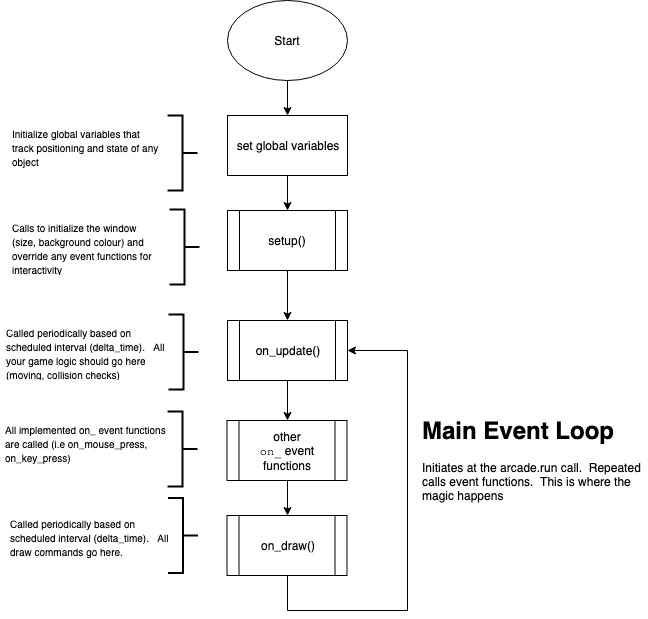 Start
Initialize global variables that
track positioning and state of any
object
set global variables
Calls to initialize the window
(size, background colour) and
override any event functions for
interactivity
setup()
Called periodically based on
scheduled interval (delta_time).   All
your game logic should go here
(moving, collision checks)
on_update()
All implemented on_ event functions
are called (i.e on_mouse_press,
on_key_press)
other
on_ event
functions
Main Event Loop
Initiates at the arcade.run call.  Repeated
calls event functions.  This is where the
magic happens
Called periodically based on
scheduled interval (delta_time).   All
draw commands go here.
on_draw()